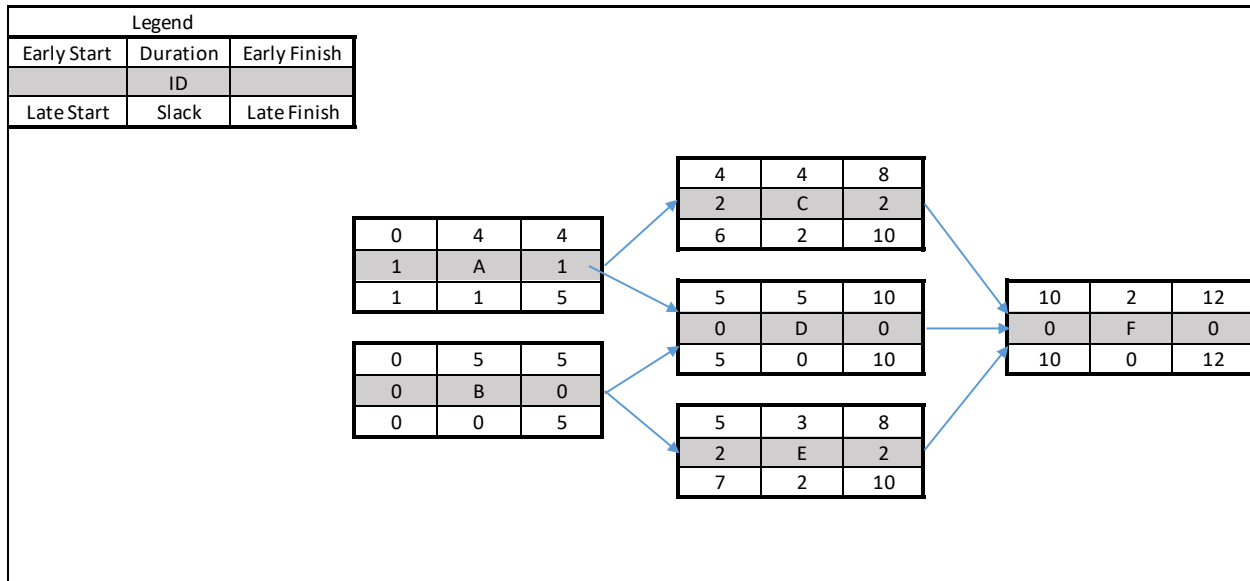 Legend
Early Start Duration Early Finish
ID
Late Start Slack Late Finish
0 4 4
1 A 1
1 1 5
0 5 5
0 B 0
0 0 5
4 4 8
2 C 2
6 2 10
5 5 10
0 D 0
5 0 10
5 3 8
2 E 2
7 2 10
10 2 12
0 F 0
10 0 12